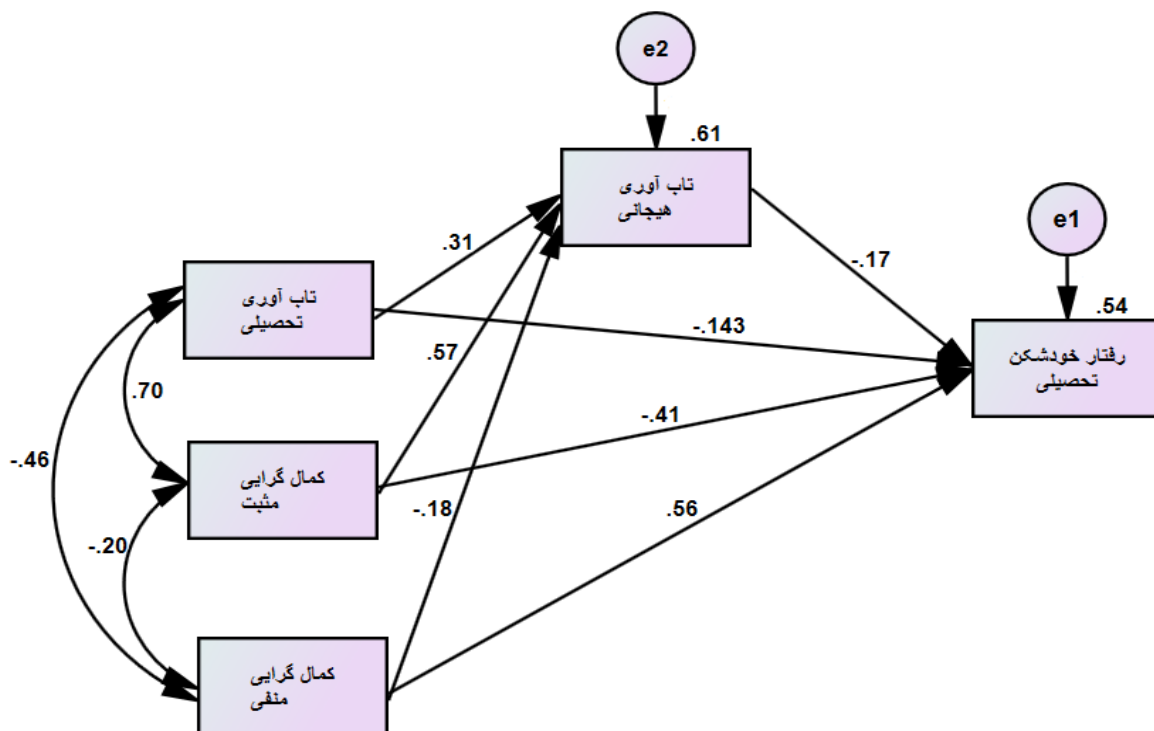 e2
.61
تاب آوری
هیجانی
e1
.31
-.17
تاب آوری
تحصیلی
-.143
.54
رفتار خودشکن
تحصیلی
.57
.70
-.41
-.46
کمال گرایی
مثبت
-.18
.56
-.20
کمال گرایی
منفی